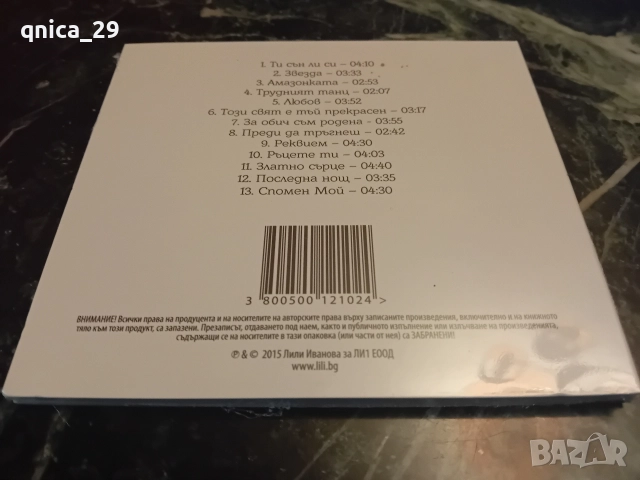 qnica_29
1. Ти сън ли си – 04:10
2. Звезда – 03:33
3. Амазонката – 02:53
4. Трудният танц – 02:07
5. Любов – 03:52
6. Този свят е тъй прекрасен – 03:17
7. За обич съм родена - 03:55
8. Преди да тръгнеш – 02:42
9. Реквием – 04:30
10. Ръцете ти – 04:03
11. Златно сърце – 04:40
12. Последна нощ – 03:35
13. Спомен Мой – 04:30
3 800500 121024 >
ВНИМАНИЕ! Всички права на продуцента и на носителите на авторските права върху записаните произведения, включително и на книжното
тяло към този продукт, са запазени. Презаписът, отдаването под наем, както и публичното изпълнение или излъчване на произведенията,
съдържащи се на носителите в тази опаковка (или части от нея) са ЗАБРАНЕНИ!
℗ & © 2015 Лили Иванова за ЛИ1 ЕООД
www.lili.bg
BAZAR